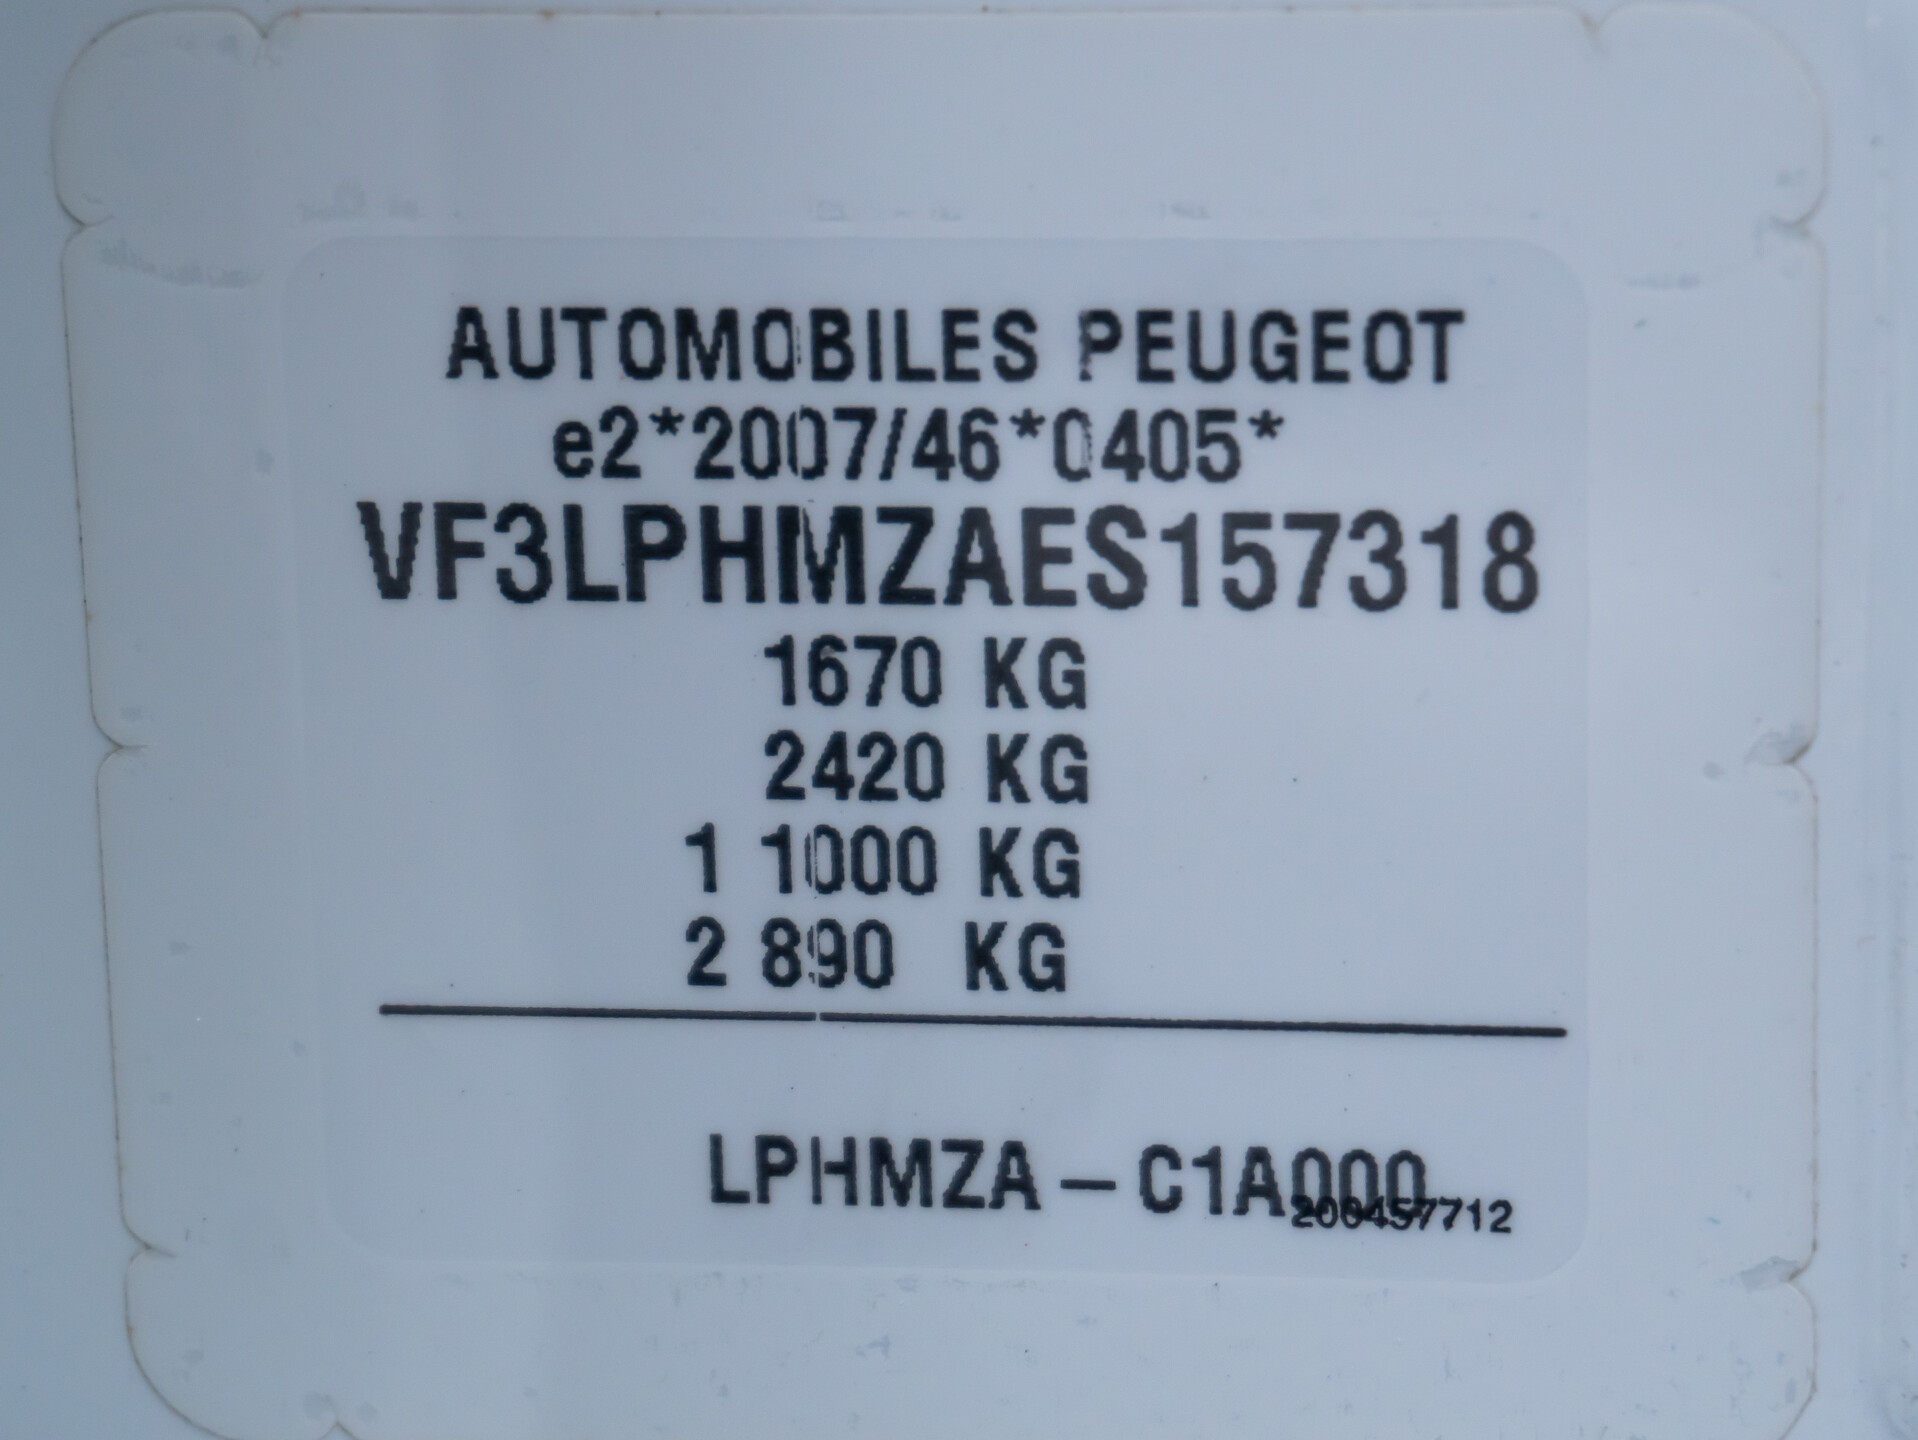 AUTOMOBILES PEUGEOT
e2*2007/46*0405*
VF3LPHMZAES157318
1670 KG
2420 KG
1 1000 KG
2 890 KG
LPHMZA – C1A000
200457712